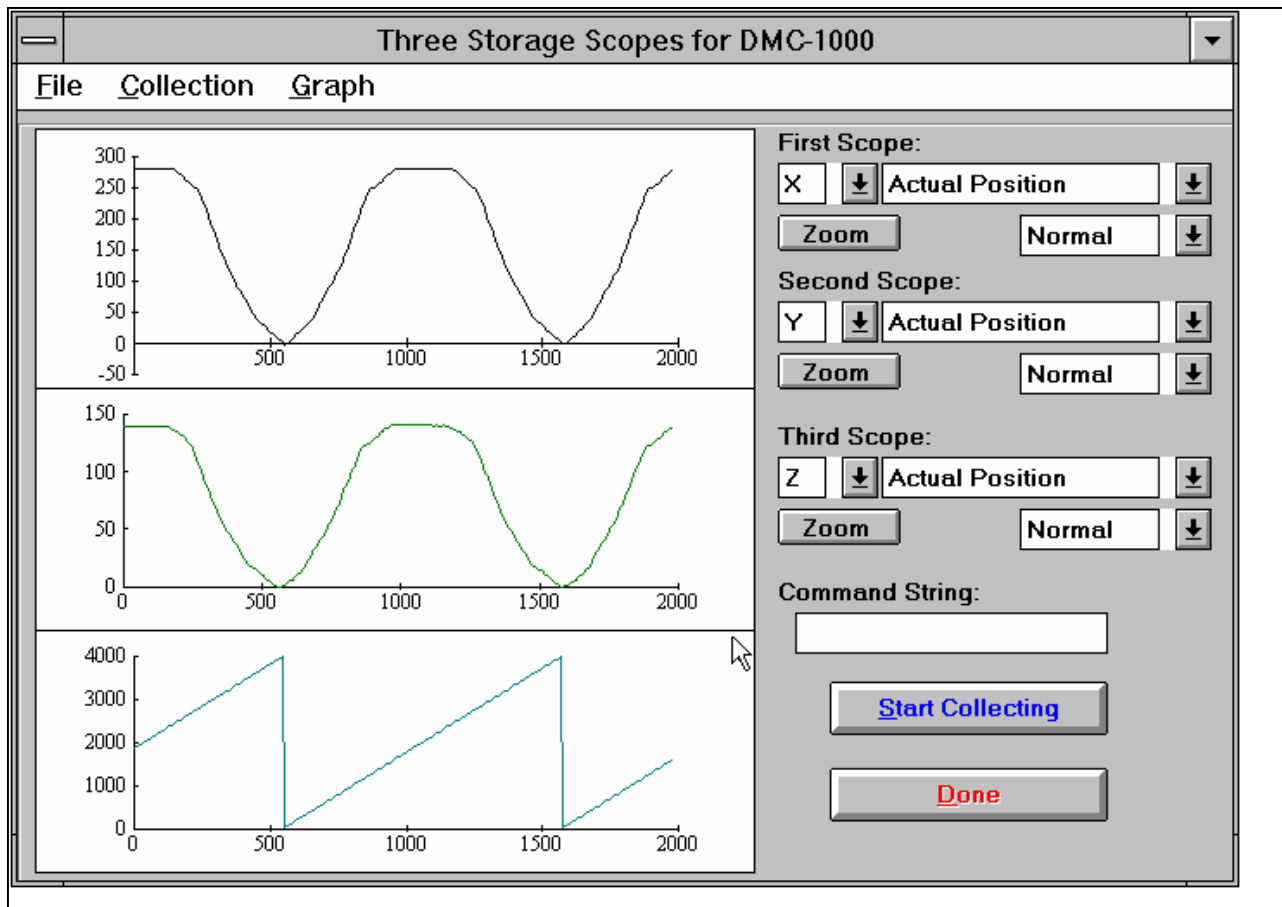 Three Storage Scopes for DMC-1000
File Collection Graph
300
250
200
150
100
50
0
-50
500 1000 1500 2000
150
100
50
0
0 500 1000 1500 2000
4000
3000
2000
1000
0
0 500 1000 1500 2000
First Scope:
X Actual Position
Zoom Normal
Second Scope:
Y Actual Position
Zoom Normal
Third Scope:
Z Actual Position
Zoom Normal
Command String:
Start Collecting
Done